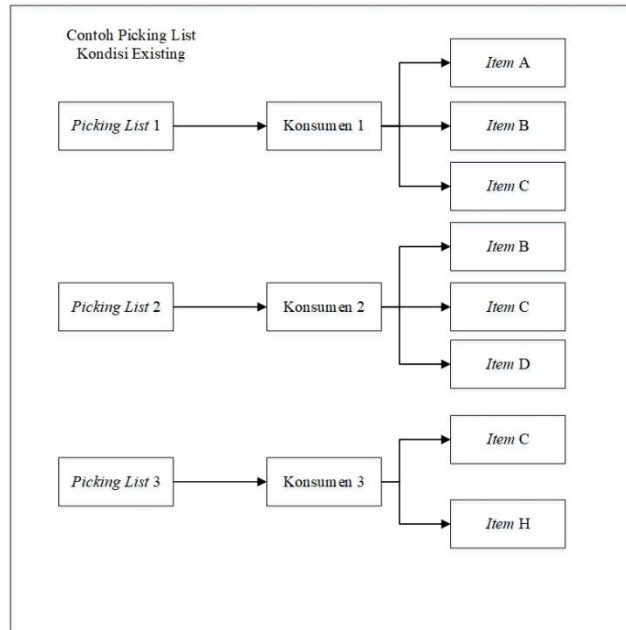 Contoh Picking List
Kondisi Existing
Picking List 1
Konsumen 1
Item A
Item B
Item C
Picking List 2
Konsumen 2
Item B
Item C
Item D
Picking List 3
Konsumen 3
Item C
Item H